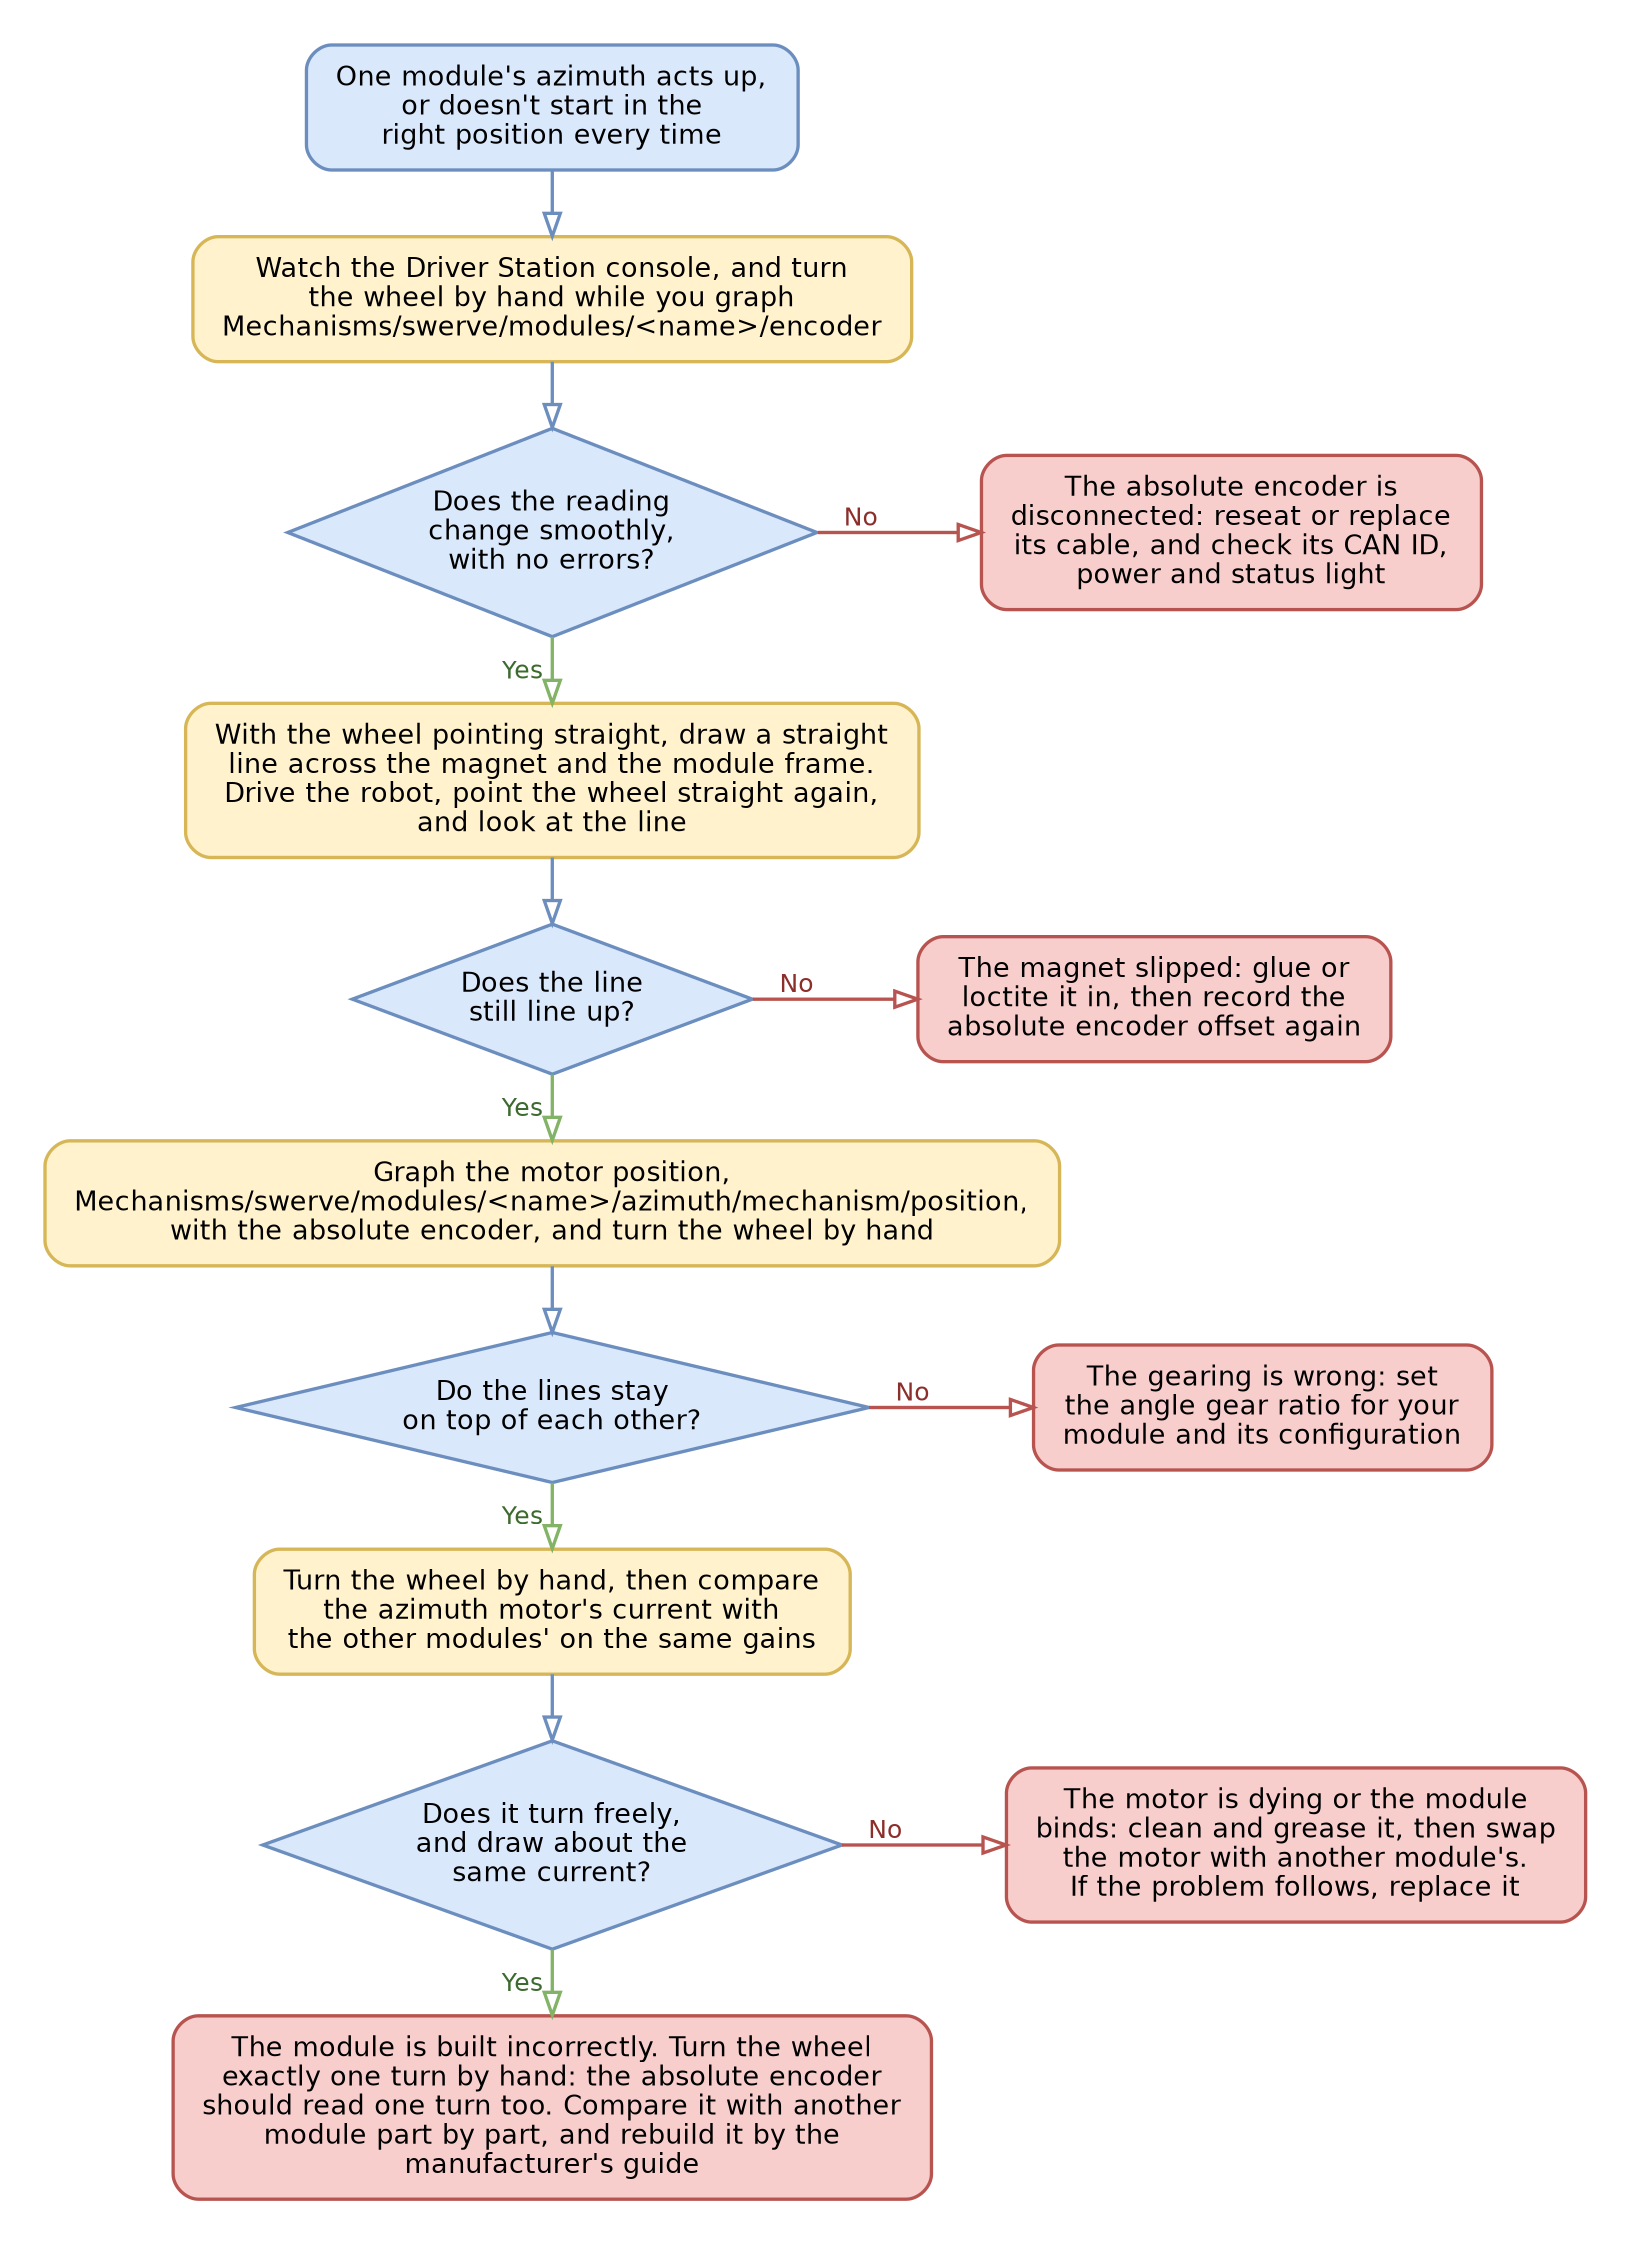 One module's azimuth acts up,
or doesn't start in the
right position every time
Watch the Driver Station console, and turn
the wheel by hand while you graph
Mechanisms/swerve/modules/<name>/encoder
Does the reading
change smoothly,
with no errors?
No
The absolute encoder is
disconnected: reseat or replace
its cable, and check its CAN ID,
power and status light
Yes
With the wheel pointing straight, draw a straight
line across the magnet and the module frame.
Drive the robot, point the wheel straight again,
and look at the line
Does the line
still line up?
No
The magnet slipped: glue or
loctite it in, then record the
absolute encoder offset again
Yes
Graph the motor position,
Mechanisms/swerve/modules/<name>/azimuth/mechanism/position,
with the absolute encoder, and turn the wheel by hand
Do the lines stay
on top of each other?
No
The gearing is wrong: set
the angle gear ratio for your
module and its configuration
Yes
Turn the wheel by hand, then compare
the azimuth motor's current with
the other modules' on the same gains
Does it turn freely,
and draw about the
same current?
No
The motor is dying or the module
binds: clean and grease it, then swap
the motor with another module's.
If the problem follows, replace it
Yes
The module is built incorrectly. Turn the wheel
exactly one turn by hand: the absolute encoder
should read one turn too. Compare it with another
module part by part, and rebuild it by the
manufacturer's guide